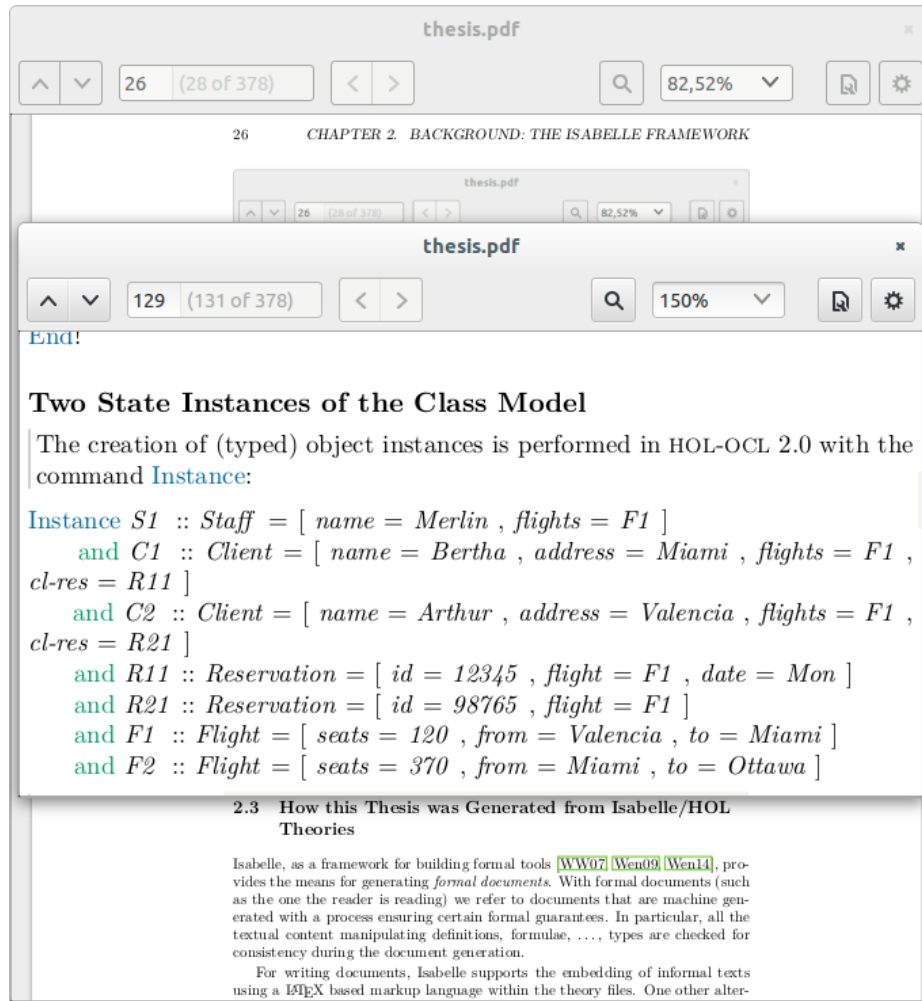 thesis.pdf
26 (28 of 378) 82,52%
26 CHAPTER 2. BACKGROUND: THE ISABELLE FRAMEWORK
thesis.pdf
26 (28 of 378) 82,52%
thesis.pdf
129 (131 of 378) 150%
End!
Two State Instances of the Class Model
The creation of (typed) object instances is performed in HOL-OCL 2.0 with the
command Instance:
Instance S1 :: Staff = [ name = Merlin , flights = F1 ]
and C1 :: Client = [ name = Bertha , address = Miami , flights = F1 ,
cl-res = R11 ]
and C2 :: Client = [ name = Arthur , address = Valencia , flights = F1 ,
cl-res = R21 ]
and R11 :: Reservation = [ id = 12345 , flight = F1 , date = Mon ]
and R21 :: Reservation = [ id = 98765 , flight = F1 ]
and F1 :: Flight = [ seats = 120 , from = Valencia , to = Miami ]
and F2 :: Flight = [ seats = 370 , from = Miami , to = Ottawa ]
2.3 How this Thesis was Generated from Isabelle/HOL
Theories
Isabelle, as a framework for building formal tools [WW07, Wen09, Wen14], pro-
vides the means for generating formal documents. With formal documents (such
as the one the reader is reading) we refer to documents that are machine gen-
erated with a process ensuring certain formal guarantees. In particular, all the
textual content manipulating definitions, formulae, ..., types are checked for
consistency during the document generation.
For writing documents, Isabelle supports the embedding of informal texts
using a LATEX based markup language within the theory files. One other alter-